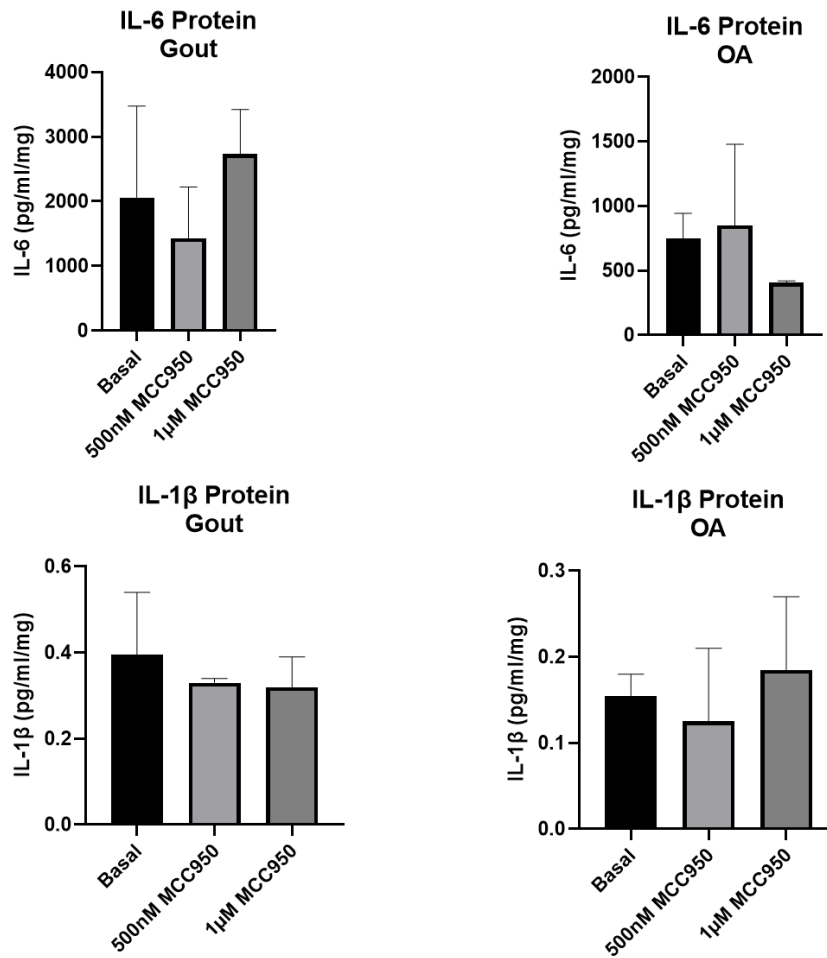 IL-6 Protein
Gout
IL-6 (pg/ml/mg)
4000
3000
2000
1000
0
Basal
500nM MCC950
1μM MCC950
IL-6 Protein
OA
IL-6 (pg/ml/mg)
2000
1500
1000
500
0
Basal
500nM MCC950
1μM MCC950
IL-1β Protein
Gout
IL-1β (pg/ml/mg)
0.6
0.4
0.2
0.0
Basal
500nM MCC950
1μM MCC950
IL-1β Protein
OA
IL-1β (pg/ml/mg)
0.3
0.2
0.1
0.0
Basal
500nM MCC950
1μM MCC950